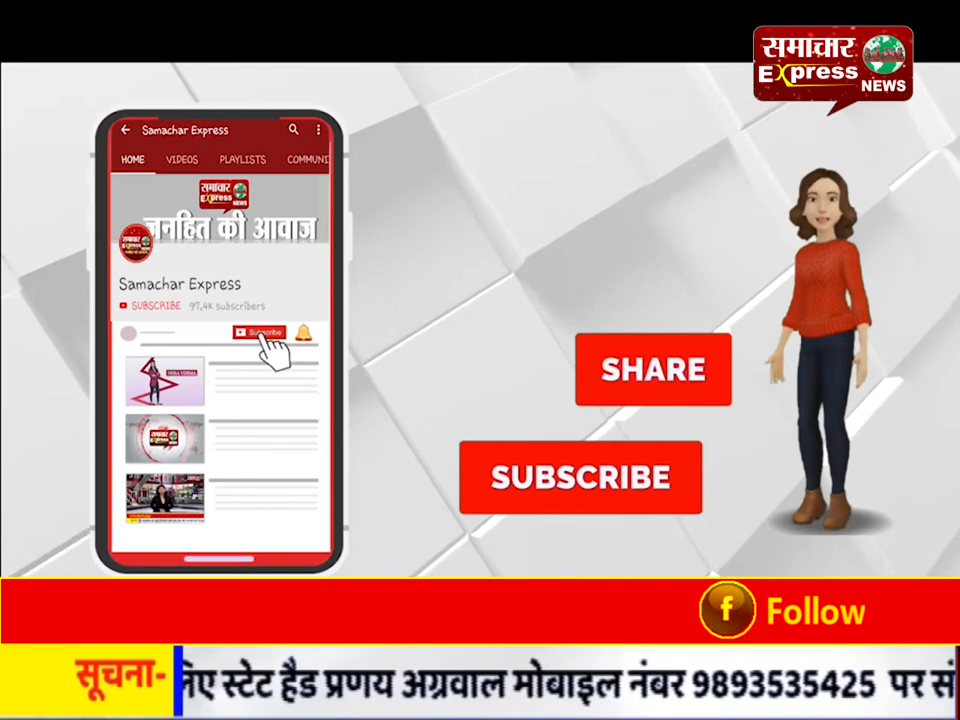 समाचार
Express
NEWS
Samachar Express
HOME VIDEOS PLAYLISTS COMMUNI
समाचार
Express
NEWS
जनहित की आवाज
Samachar Express
SUBSCRIBE 97.4K subscribers
Subscribe
SHARE
SUBSCRIBE
f Follow
सूचना- लिए स्टेट हैड प्रणय अग्रवाल मोबाइल नंबर 9893535425 पर सं